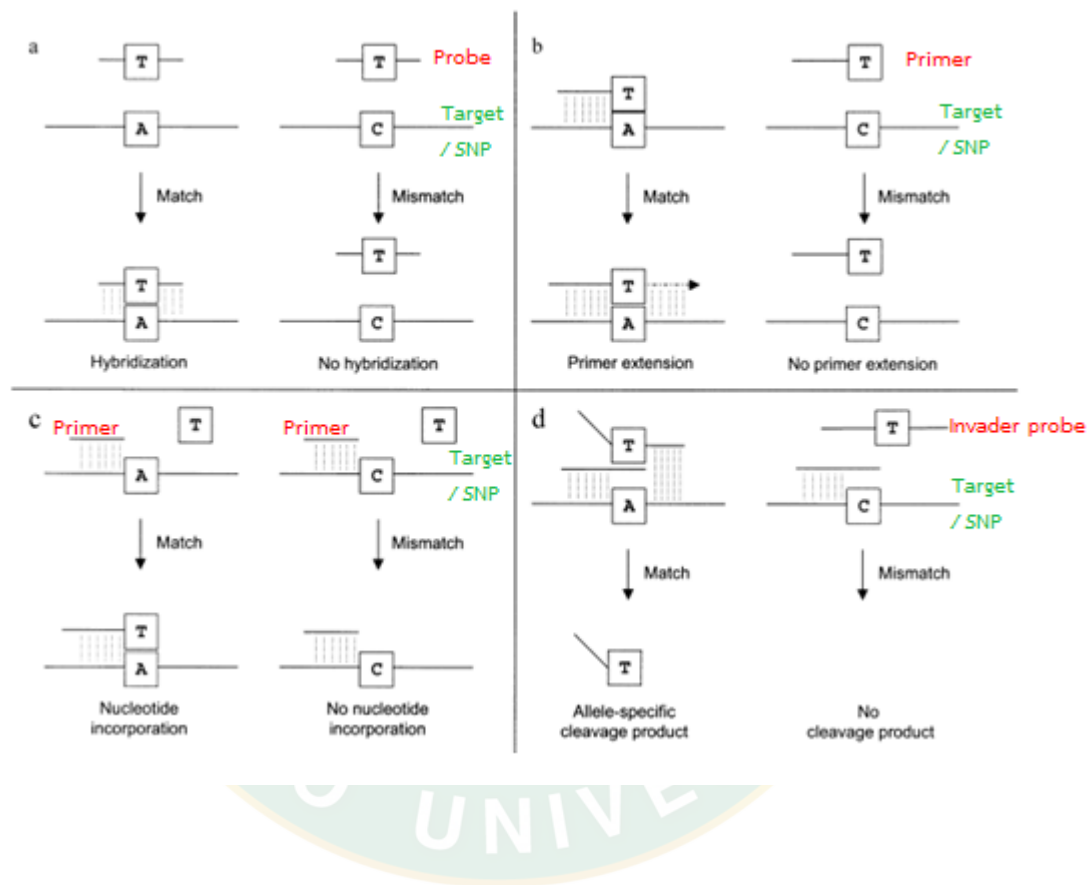 a
T
T
Probe
A
C
Target
/ SNP
Match
Mismatch
T
A
T
C
Hybridization
No hybridization
b
T
A
T
Primer
C
Target
/ SNP
Match
Mismatch
T
A
T
C
Primer extension
No primer extension
c
Primer
T
A
Primer
T
C
Target
/ SNP
Match
Mismatch
T
A
C
Nucleotide
incorporation
No nucleotide
incorporation
d
T
A
T
Invader probe
C
Target
/ SNP
Match
Mismatch
T
Allele-specific
cleavage product
No
cleavage product
UNIVE